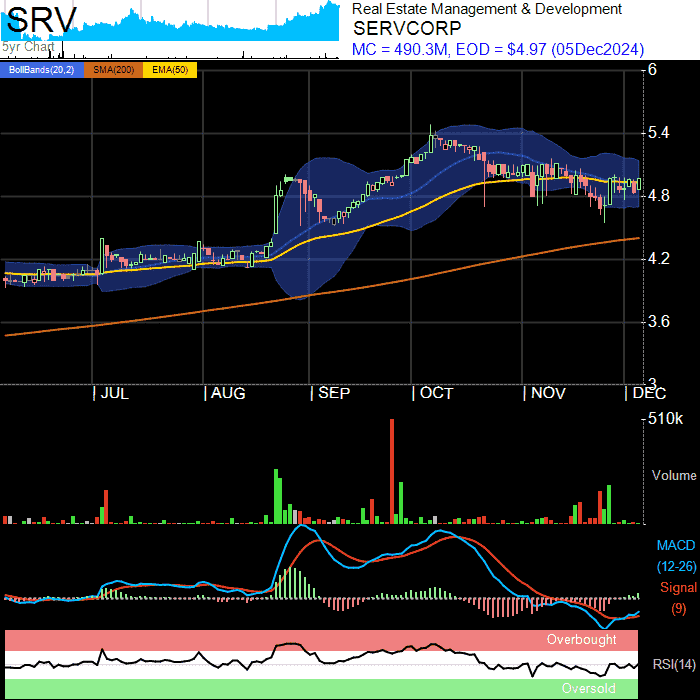 SRV
5yr Chart
Real Estate Management & Development
SERVCORP
MC = 490.3M, EOD = $4.97 (05Dec2024)
BollBands(20,2) SMA(200) EMA(50)
6
5.4
4.8
4.2
3.6
3
JUL AUG SEP OCT NOV DEC
510k
Volume
MACD
(12-26)
Signal
(9)
Overbought
RSI(14)
Oversold